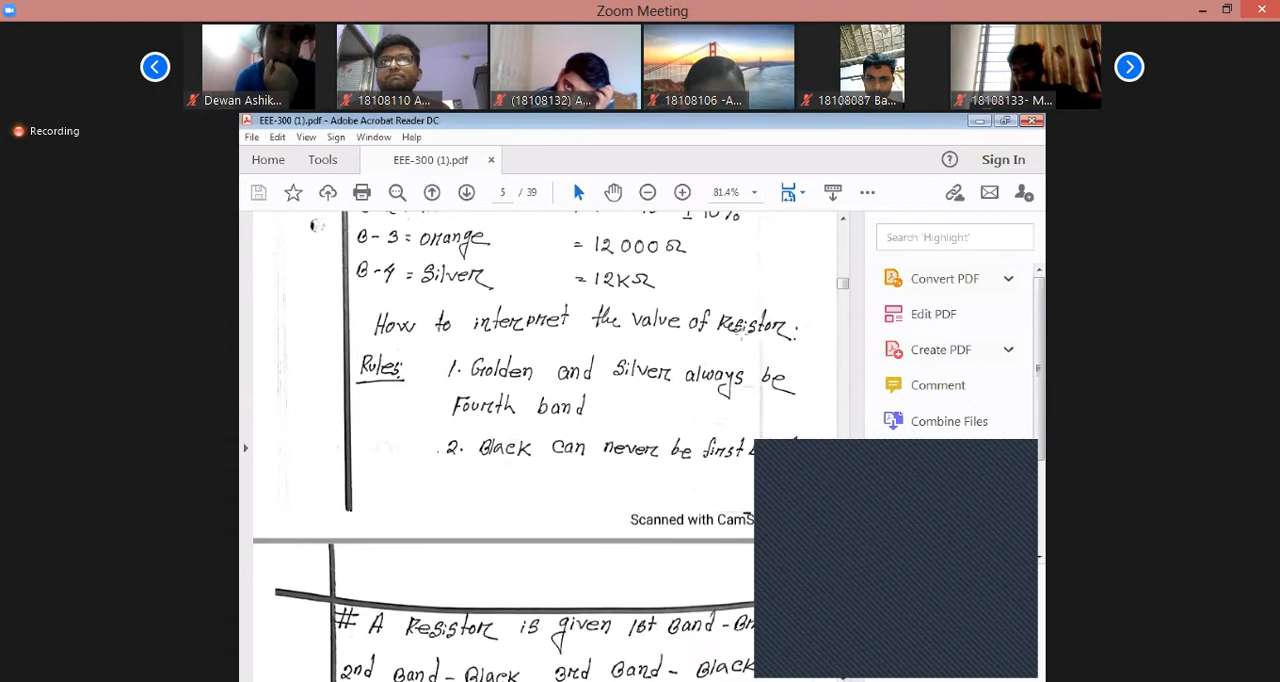 Zoom Meeting
Dewan Ashik...
18108110 A...
(18108132) A...
18108106 -A...
18108087 Ba...
18108133- M...
Recording
EEE-300 (1).pdf - Adobe Acrobat Reader DC
File Edit View Sign Window Help
Home Tools EEE-300 (1).pdf × Sign In
5 / 39 81.4%
Search 'Highlight'
± 10%
B-3 = Orange = 12000 Ω
B-4 = Silver = 12KΩ
How to interpret the value of Resistor:
Rules: 1. Golden and Silver always be
Fourth band
2. Black can never be first
Scanned with CamS
# A Resistor is given 1st Band-Br
2nd Band-Black 3rd Band-Black
Convert PDF
Edit PDF
Create PDF
Comment
Combine Files